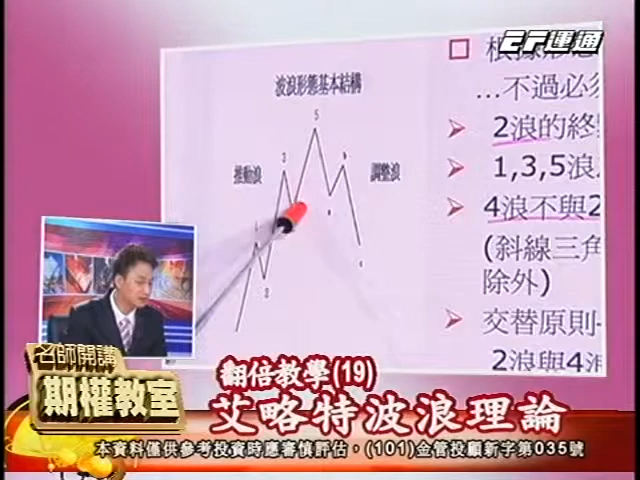 EF運通
波浪形態基本結構
5
3
b
推動浪
調整浪
1
a
4
2
c
...不過必
2浪的終
1,3,5浪
4浪不與2
(斜線三角
除外)
交替原則
2浪與4浪
名師開講
期權教室
翻倍教學(19)
艾略特波浪理論
本資料僅供參考投資時應審慎評估,(101)金管投顧新字第035號